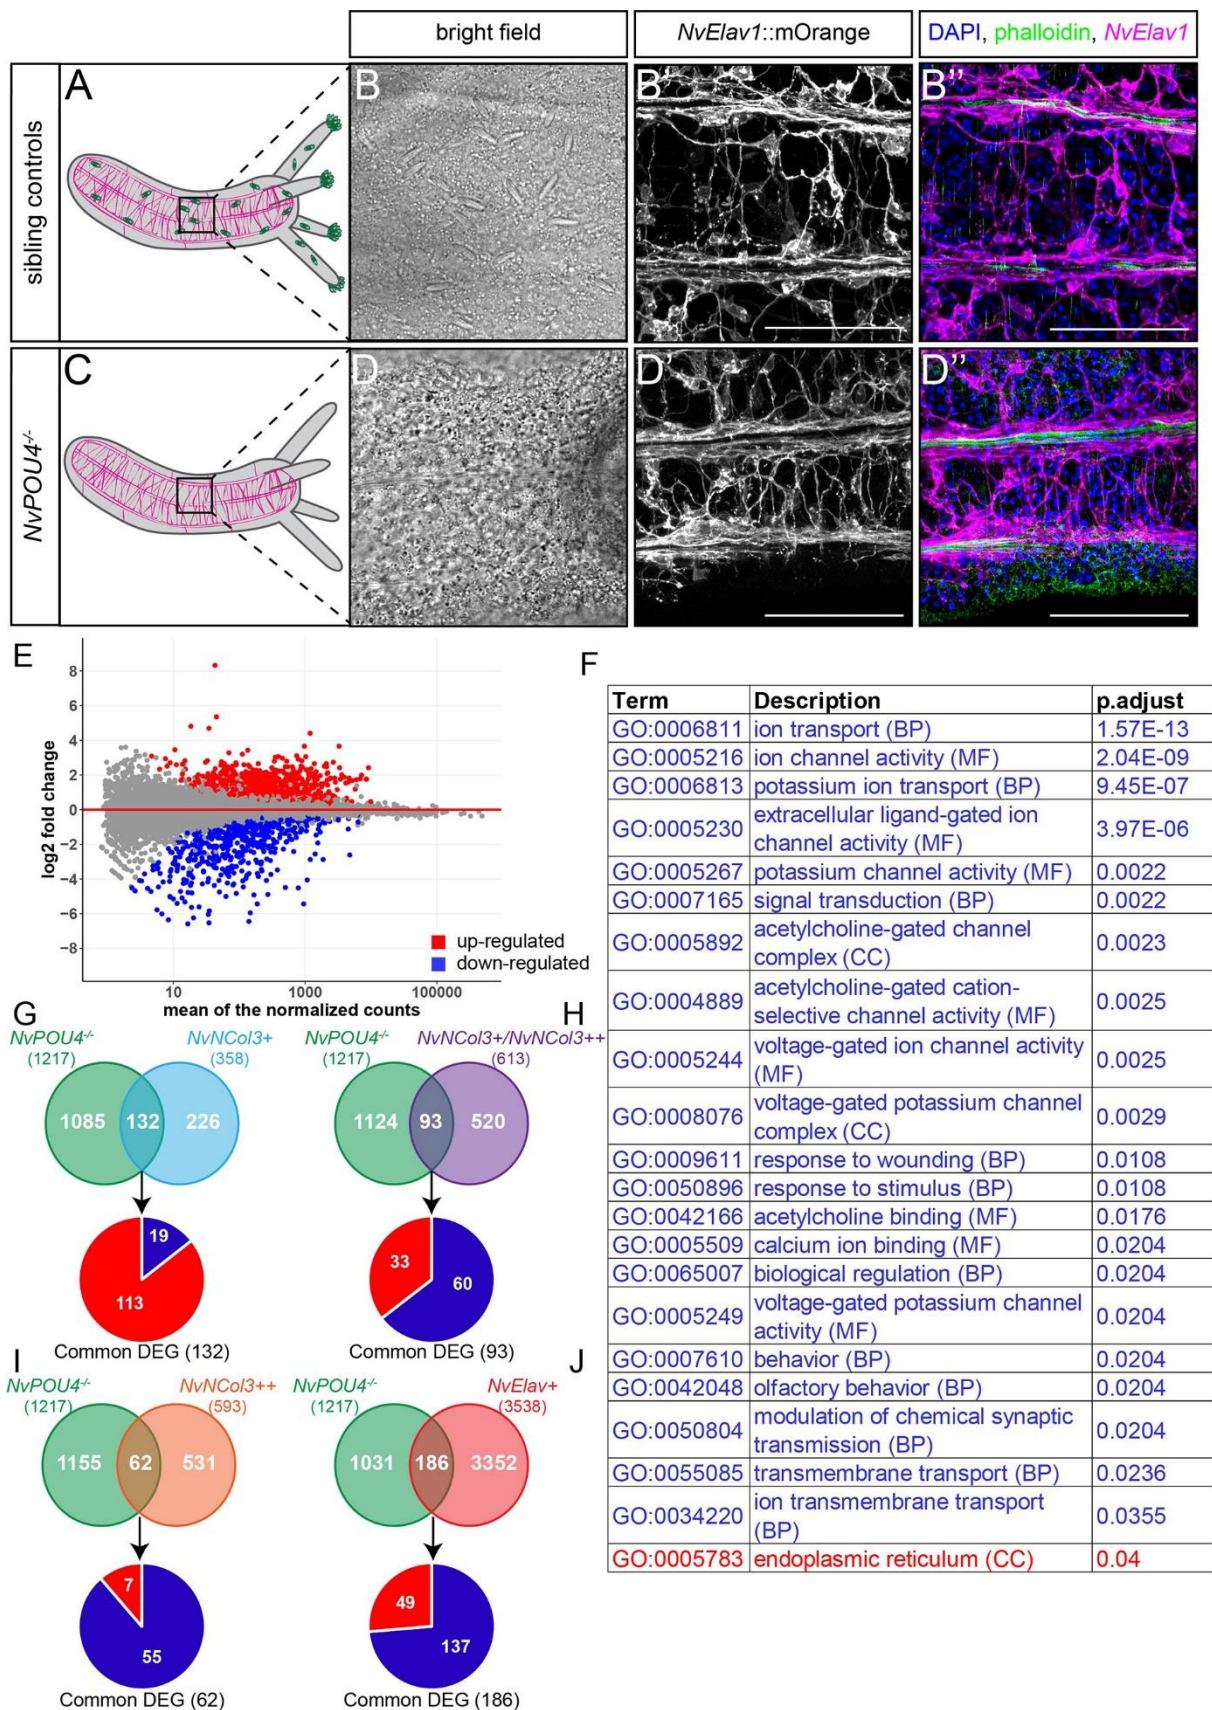 bright field
NvElav1::mOrange
DAPI, phalloidin, NvElav1
sibling controls
A
B
B'
B''
NvPOU4-/-
C
D
D'
D''
E
log2 fold change
8
6
4
2
0
−2
−4
−6
−8
up-regulated
down-regulated
10
1000
100000
mean of the normalized counts
F
Term Description p.adjust
GO:0006811 ion transport (BP) 1.57E-13
GO:0005216 ion channel activity (MF) 2.04E-09
GO:0006813 potassium ion transport (BP) 9.45E-07
GO:0005230 extracellular ligand-gated ion
channel activity (MF) 3.97E-06
GO:0005267 potassium channel activity (MF) 0.0022
GO:0007165 signal transduction (BP) 0.0022
GO:0005892 acetylcholine-gated channel
complex (CC) 0.0023
GO:0004889 acetylcholine-gated cation-
selective channel activity (MF) 0.0025
GO:0005244 voltage-gated ion channel activity
(MF) 0.0025
GO:0008076 voltage-gated potassium channel
complex (CC) 0.0029
GO:0009611 response to wounding (BP) 0.0108
GO:0050896 response to stimulus (BP) 0.0108
GO:0042166 acetylcholine binding (MF) 0.0176
GO:0005509 calcium ion binding (MF) 0.0204
GO:0065007 biological regulation (BP) 0.0204
GO:0005249 voltage-gated potassium channel
activity (MF) 0.0204
GO:0007610 behavior (BP) 0.0204
GO:0042048 olfactory behavior (BP) 0.0204
GO:0050804 modulation of chemical synaptic
transmission (BP) 0.0204
GO:0055085 transmembrane transport (BP) 0.0236
GO:0034220 ion transmembrane transport
(BP) 0.0355
GO:0005783 endoplasmic reticulum (CC) 0.04
G
NvPOU4-/- NvNCol3+
(1217) (358)
1085 132 226
19
113
Common DEG (132)
H
NvPOU4-/- NvNCol3+/NvNCol3++
(1217) (613)
1124 93 520
33
60
Common DEG (93)
I
NvPOU4-/- NvNCol3++
(1217) (593)
1155 62 531
7
55
Common DEG (62)
J
NvPOU4-/- NvElav+
(1217) (3538)
1031 186 3352
49
137
Common DEG (186)